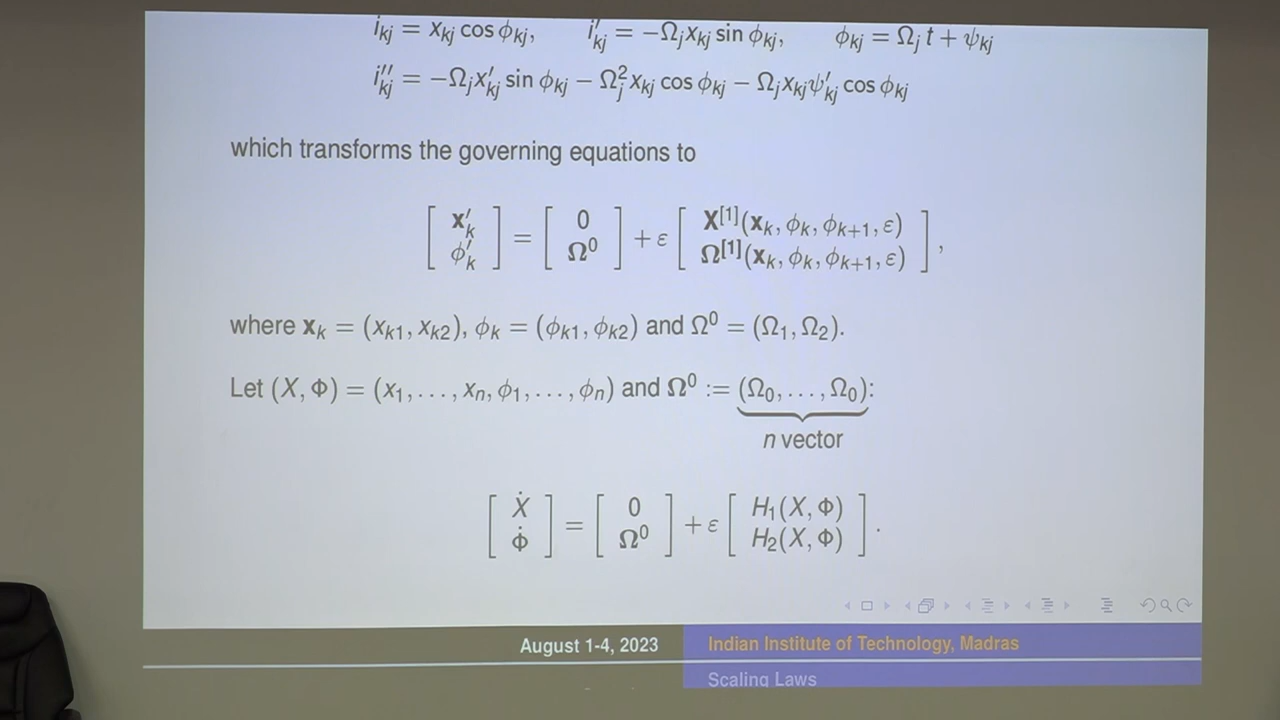 i_{kj} = x_{kj} cos ϕ_{kj}, i′_{kj} = −Ω_j x_{kj} sin ϕ_{kj}, ϕ_{kj} = Ω_j t + ψ_{kj}
i″_{kj} = −Ω_j x′_{kj} sin ϕ_{kj} − Ω_j^2 x_{kj} cos ϕ_{kj} − Ω_j x_{kj} ψ′_{kj} cos ϕ_{kj}
which transforms the governing equations to
[ x′_k ; ϕ′_k ] = [ 0 ; Ω^0 ] + ε [ X^{[1]}(x_k, ϕ_k, ϕ_{k+1}, ε) ; Ω^{[1]}(x_k, ϕ_k, ϕ_{k+1}, ε) ],
where x_k = (x_{k1}, x_{k2}), ϕ_k = (ϕ_{k1}, ϕ_{k2}) and Ω^0 = (Ω_1, Ω_2).
Let (X, Φ) = (x_1, . . . , x_n, ϕ_1, . . . , ϕ_n) and Ω^0 := (Ω_0, . . . , Ω_0):
n vector
[ Ẋ ; Φ̇ ] = [ 0 ; Ω^0 ] + ε [ H_1(X, Φ) ; H_2(X, Φ) ].
August 1-4, 2023 Indian Institute of Technology, Madras
Scaling Laws